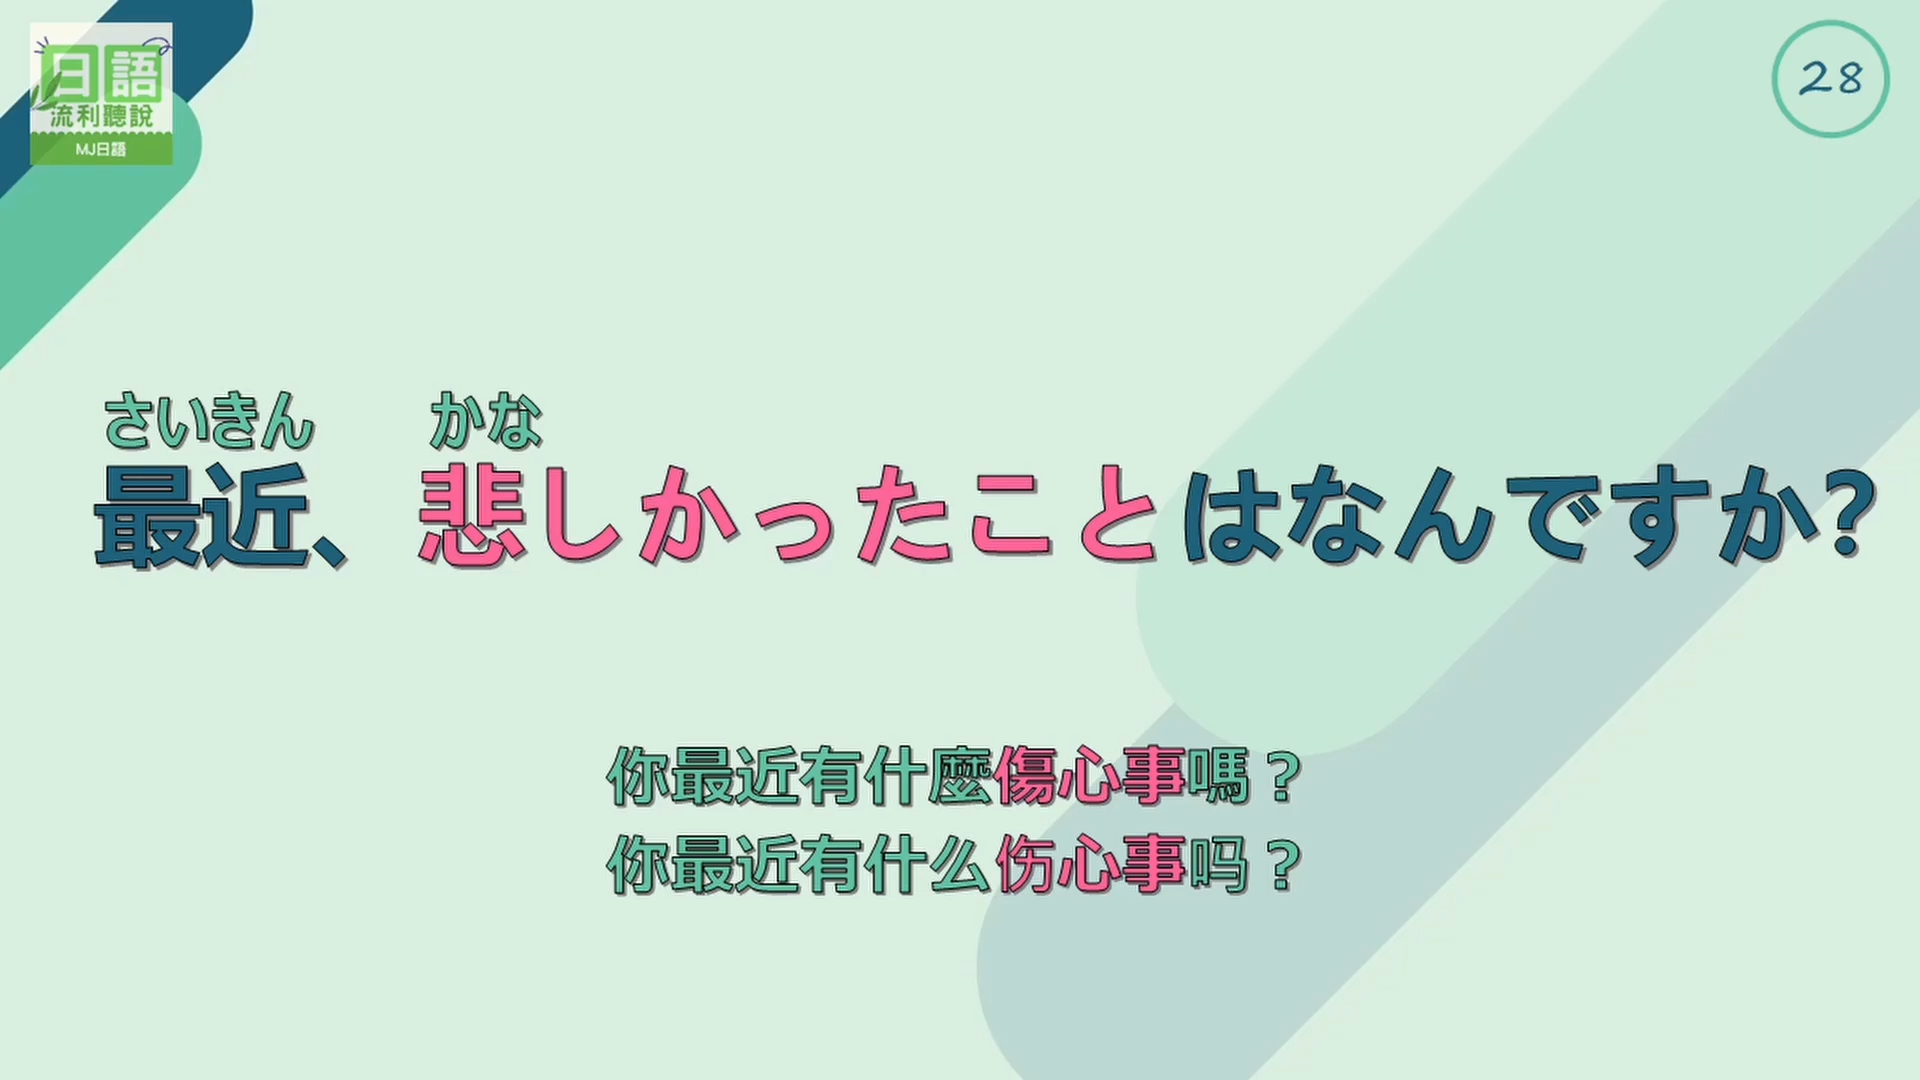 日語
流利聽說
MJ日語
28
さいきん かな
最近、悲しかったことはなんですか?
你最近有什麼傷心事嗎？
你最近有什么伤心事吗？